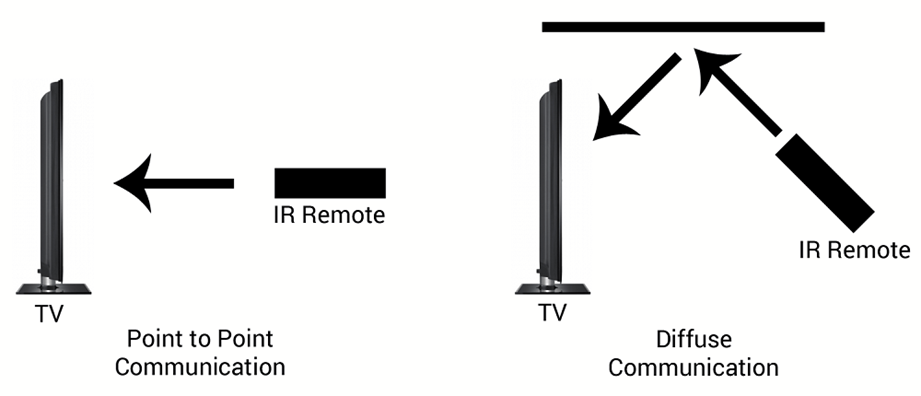 IR Remote
TV
Point to Point
Communication
IR Remote
TV
Diffuse
Communication